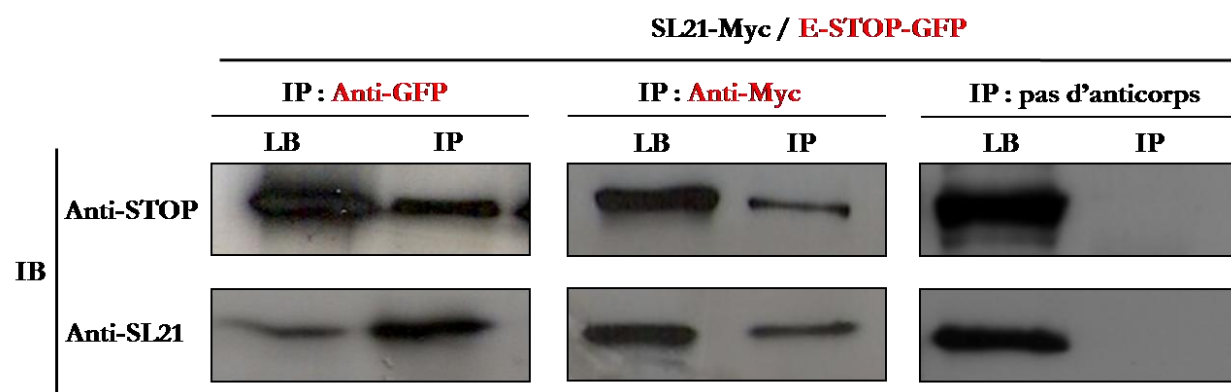 SL21-Myc / E-STOP-GFP
IP : Anti-GFP IP : Anti-Myc IP : pas d'anticorps
LB IP LB IP LB IP
Anti-STOP
IB
Anti-SL21